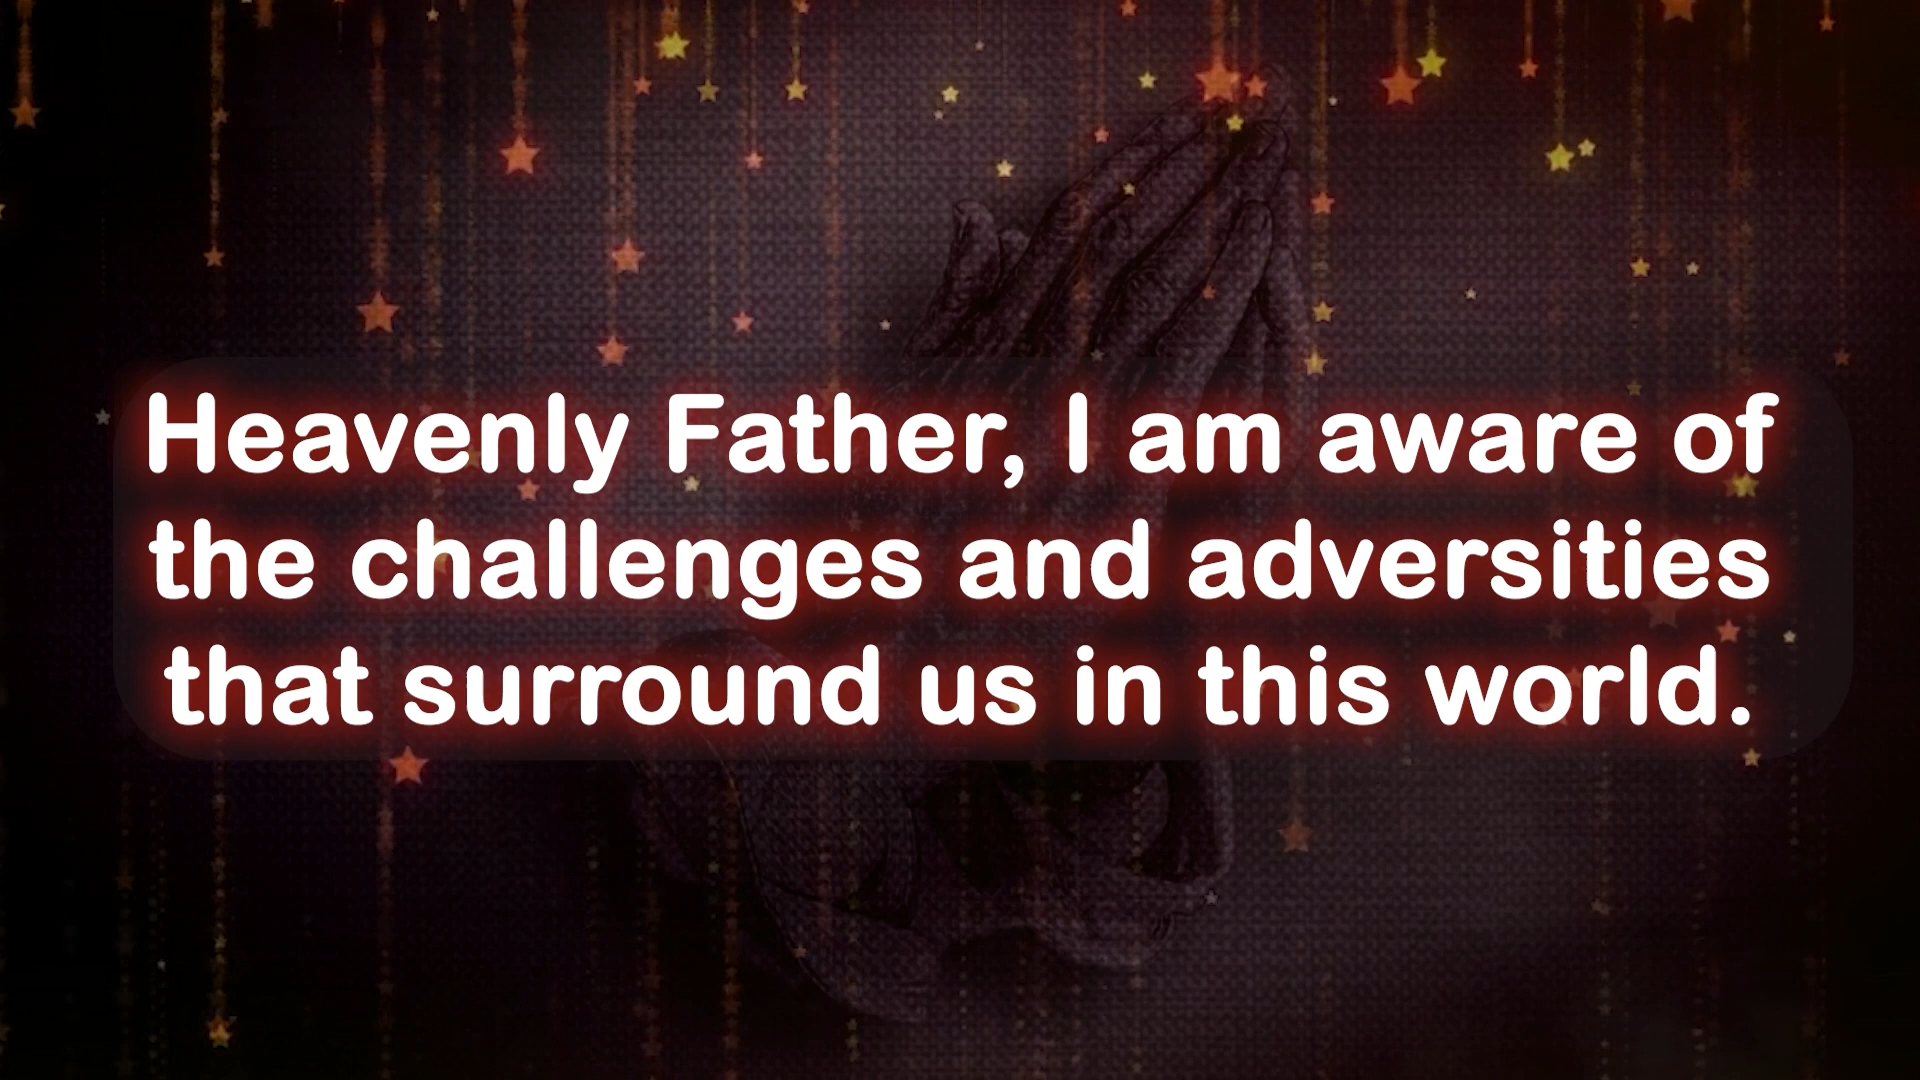 Heavenly Father, I am aware of
the challenges and adversities
that surround us in this world.